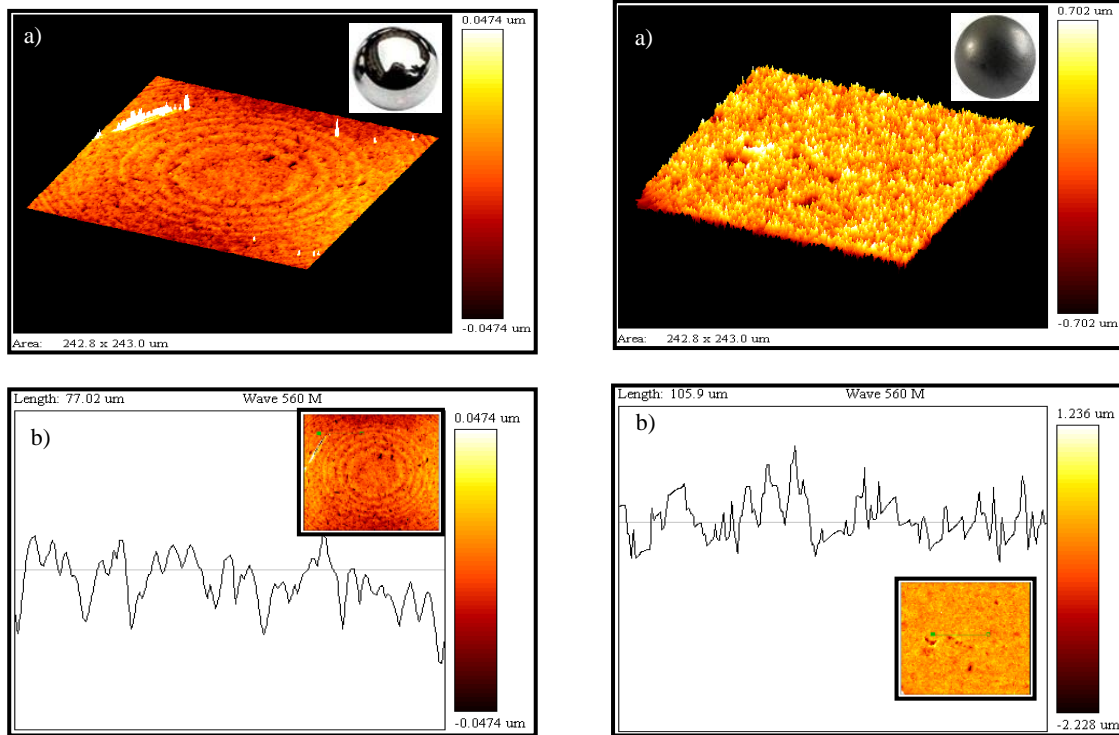 a)
0.0474 um
-0.0474 um
Area: 242.8 x 243.0 um
a)
0.702 um
-0.702 um
Area: 242.8 x 243.0 um
Length: 77.02 um Wave 560 M
b)
0.0474 um
-0.0474 um
Length: 105.9 um Wave 560 M
b)
1.236 um
-2.228 um